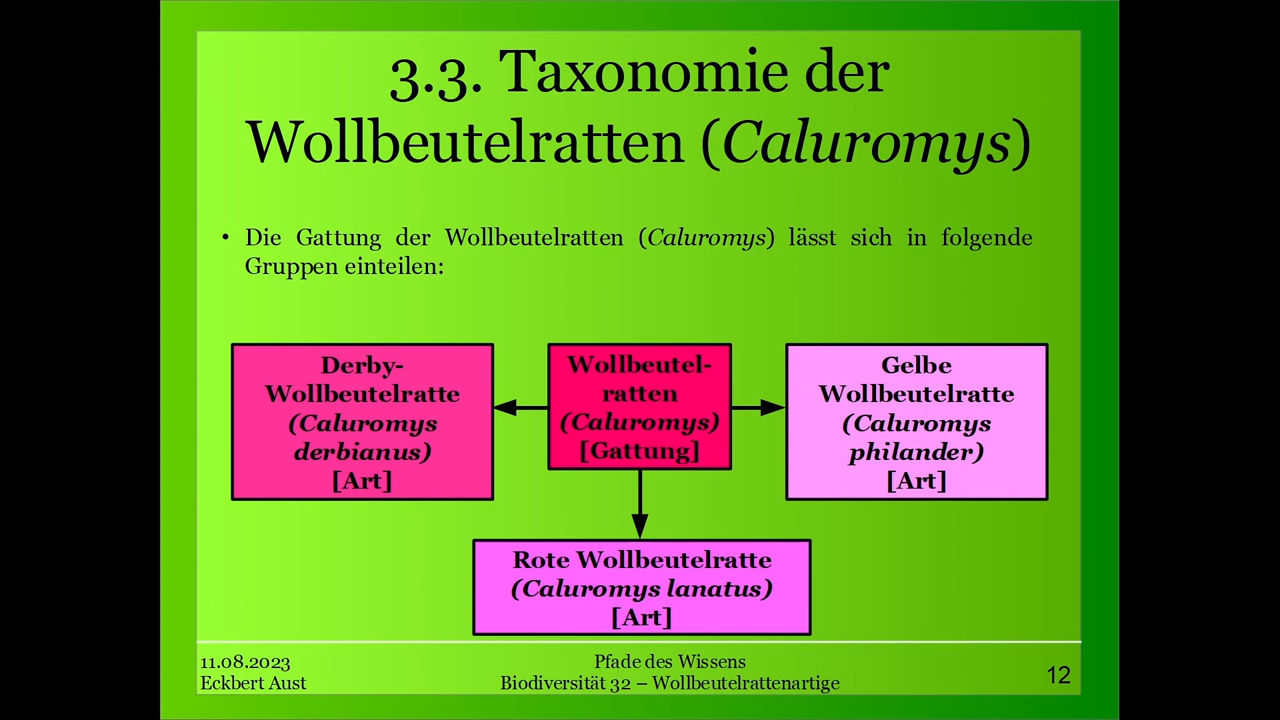 3.3. Taxonomie der
Wollbeutelratten (Caluromys)
• Die Gattung der Wollbeutelratten (Caluromys) lässt sich in folgende
Gruppen einteilen:
Derby-
Wollbeutelratte
(Caluromys
derbianus)
[Art]
Wollbeutel-
ratten
(Caluromys)
[Gattung]
Gelbe
Wollbeutelratte
(Caluromys
philander)
[Art]
Rote Wollbeutelratte
(Caluromys lanatus)
[Art]
11.08.2023
Eckbert Aust
Pfade des Wissens
Biodiversität 32 – Wollbeutelrattenartige
12